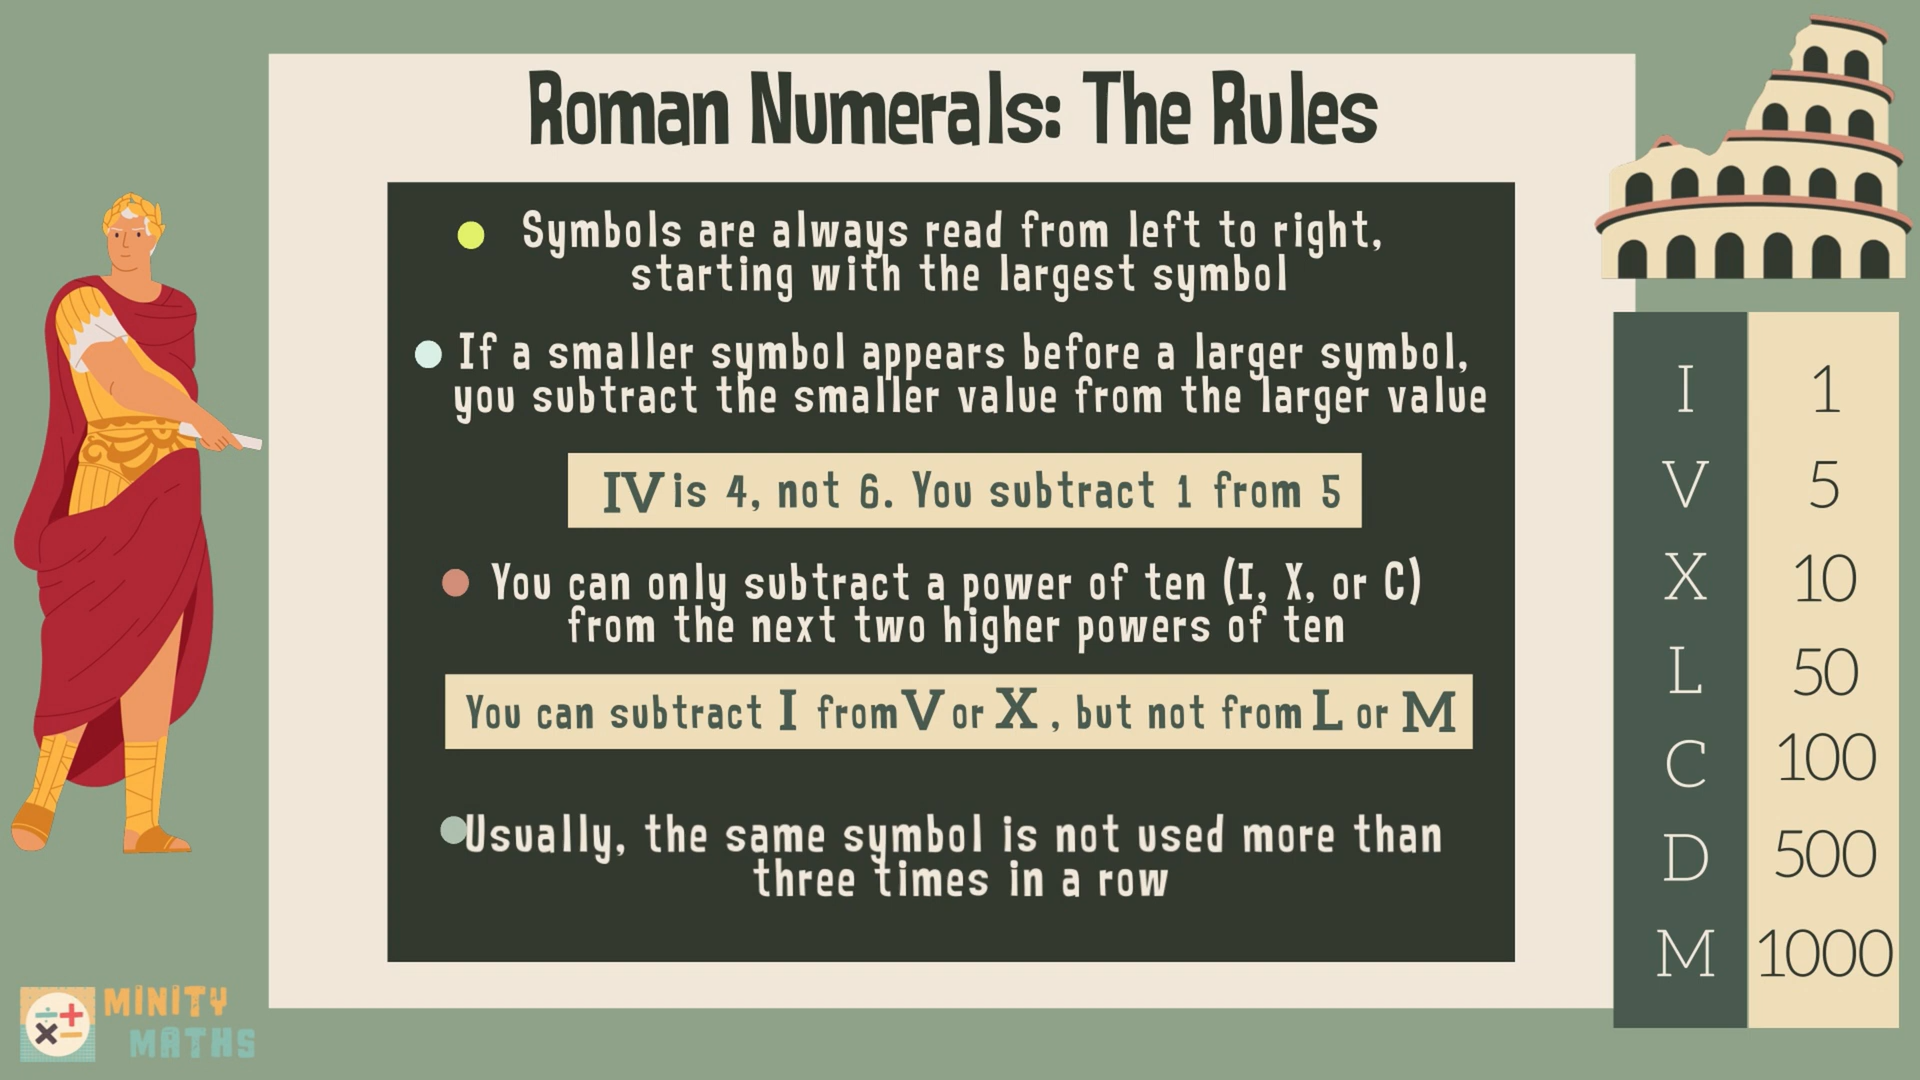 Roman Numerals: The Rules
Symbols are always read from left to right,
starting with the largest symbol
If a smaller symbol appears before a larger symbol,
you subtract the smaller value from the larger value
IV is 4, not 6. You subtract 1 from 5
You can only subtract a power of ten (I, X, or C)
from the next two higher powers of ten
You can subtract I from V or X , but not from L or M
Usually, the same symbol is not used more than
three times in a row
I 1
V 5
X 10
L 50
C 100
D 500
M 1000
MINITY
MATHS